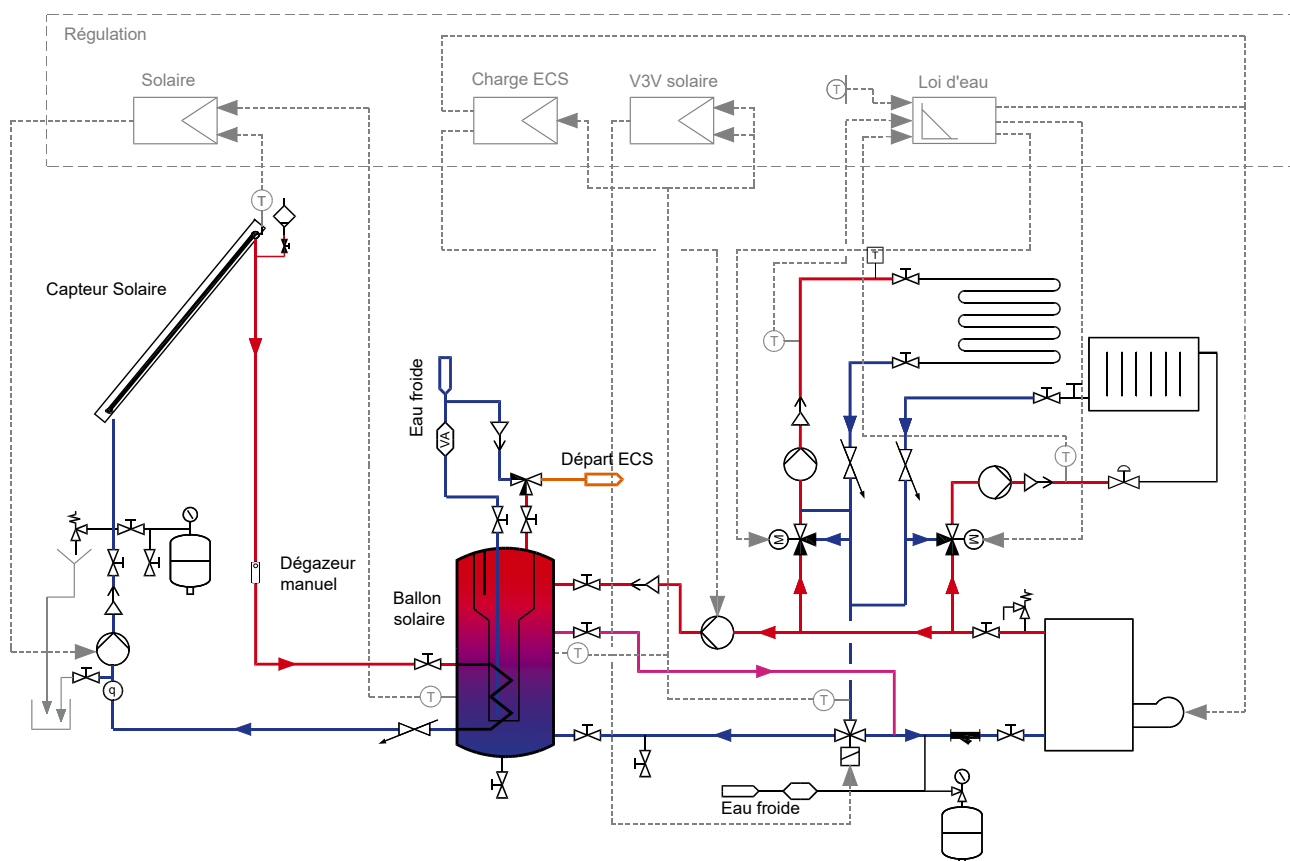 Régulation
Solaire
Charge ECS
V3V solaire
Loi d'eau
T
T
T
Capteur Solaire
T
Eau froide
VA
Départ ECS
T
M
M
Dégazeur
manuel
Ballon
solaire
T
q
T
T
Eau froide